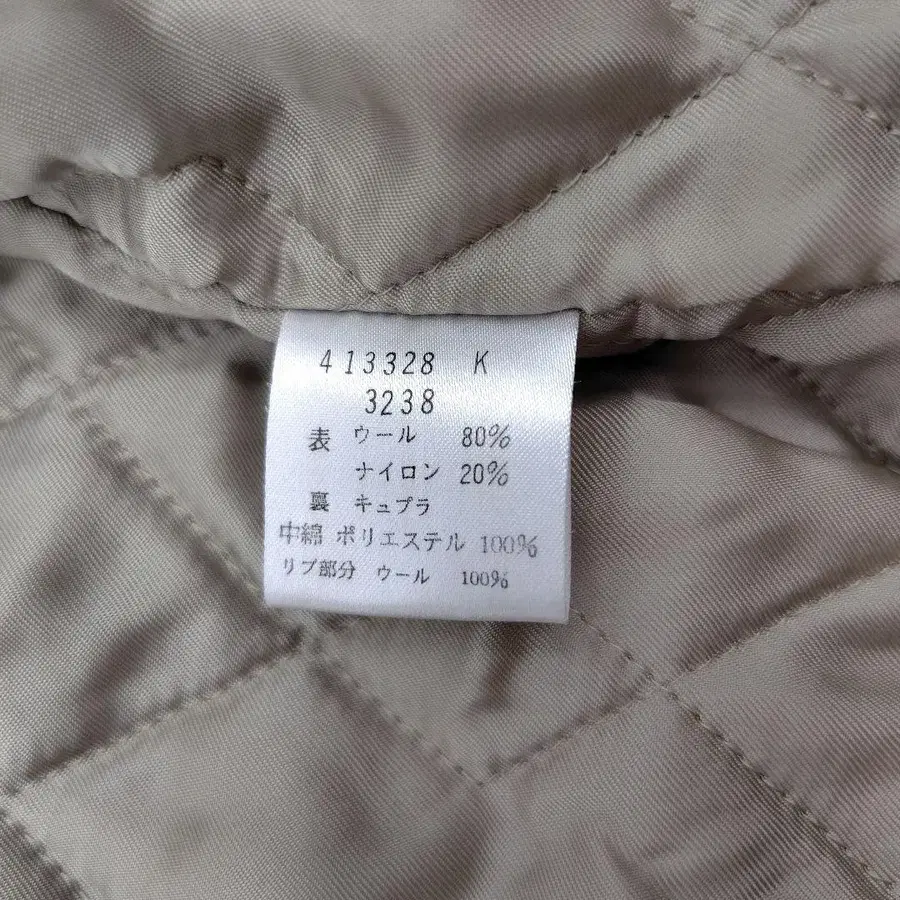 413328 K
3238
表 ウール 80%
ナイロン 20%
裏 キュプラ
中綿 ポリエステル 100%
リブ部分 ウール 100%